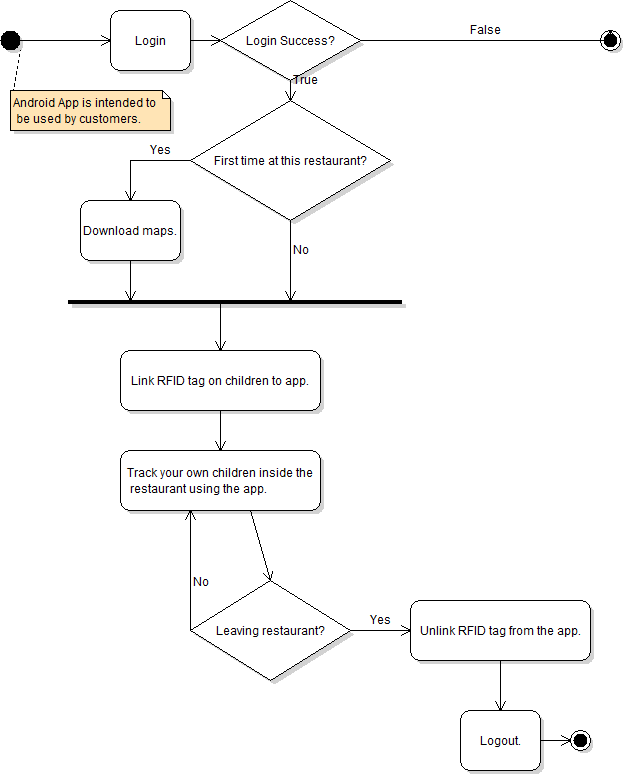 Login
Login Success?
False
True
Android App is intended to
be used by customers.
Yes
First time at this restaurant?
Download maps.
No
Link RFID tag on children to app.
Track your own children inside the
restaurant using the app.
No
Leaving restaurant?
Yes
Unlink RFID tag from the app.
Logout.